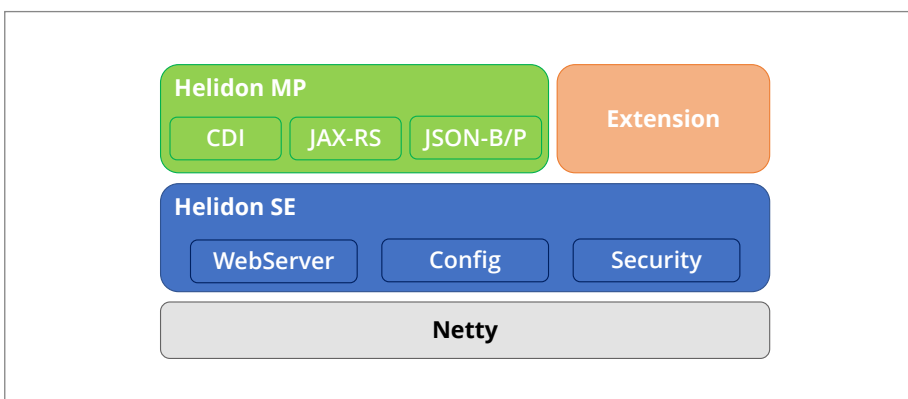 Helidon MP
CDI JAX-RS JSON-B/P
Extension
Helidon SE
WebServer Config Security
Netty